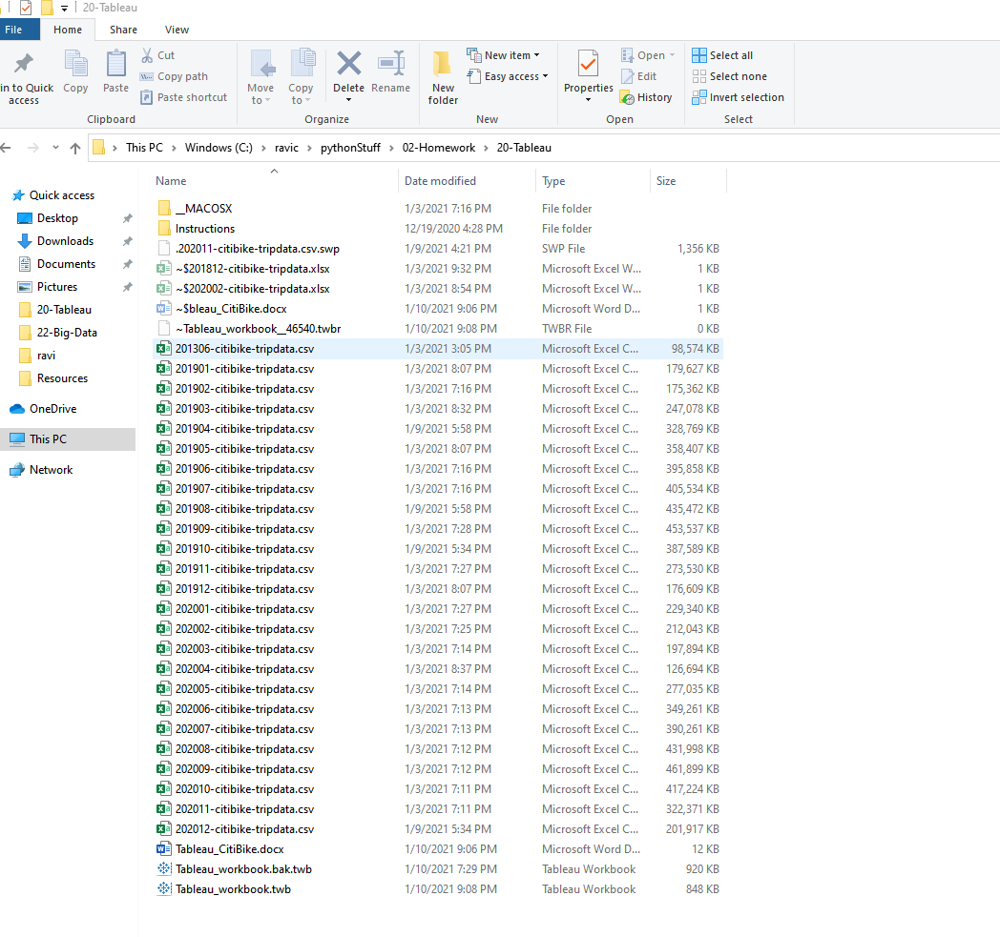 20-Tableau
File Home Share View
in to Quick access
Copy
Paste
Cut
Copy path
Paste shortcut
Clipboard
Move to
Copy to
Delete
Rename
Organize
New folder
New item
Easy access
New
Properties
Open
Edit
History
Open
Select all
Select none
Invert selection
Select
This PC > Windows (C:) > ravic > pythonStuff > 02-Homework > 20-Tableau
Quick access
Desktop
Downloads
Documents
Pictures
20-Tableau
22-Big-Data
ravi
Resources
OneDrive
This PC
Network
Name Date modified Type Size
__MACOSX 1/3/2021 7:16 PM File folder
Instructions 12/19/2020 4:28 PM File folder
.202011-citibike-tripdata.csv.swp 1/9/2021 4:21 PM SWP File 1,356 KB
~$201812-citibike-tripdata.xlsx 1/3/2021 9:32 PM Microsoft Excel W... 1 KB
~$202002-citibike-tripdata.xlsx 1/3/2021 8:54 PM Microsoft Excel W... 1 KB
~$bleau_CitiBike.docx 1/10/2021 9:06 PM Microsoft Word D... 1 KB
~Tableau_workbook__46540.twbr 1/10/2021 9:08 PM TWBR File 0 KB
201306-citibike-tripdata.csv 1/3/2021 3:05 PM Microsoft Excel C... 98,574 KB
201901-citibike-tripdata.csv 1/3/2021 8:07 PM Microsoft Excel C... 179,627 KB
201902-citibike-tripdata.csv 1/3/2021 7:16 PM Microsoft Excel C... 175,362 KB
201903-citibike-tripdata.csv 1/3/2021 8:32 PM Microsoft Excel C... 247,078 KB
201904-citibike-tripdata.csv 1/9/2021 5:58 PM Microsoft Excel C... 328,769 KB
201905-citibike-tripdata.csv 1/3/2021 8:07 PM Microsoft Excel C... 358,407 KB
201906-citibike-tripdata.csv 1/3/2021 7:16 PM Microsoft Excel C... 395,858 KB
201907-citibike-tripdata.csv 1/3/2021 7:16 PM Microsoft Excel C... 405,534 KB
201908-citibike-tripdata.csv 1/9/2021 5:58 PM Microsoft Excel C... 435,472 KB
201909-citibike-tripdata.csv 1/3/2021 7:28 PM Microsoft Excel C... 453,537 KB
201910-citibike-tripdata.csv 1/9/2021 5:34 PM Microsoft Excel C... 387,589 KB
201911-citibike-tripdata.csv 1/3/2021 7:27 PM Microsoft Excel C... 273,530 KB
201912-citibike-tripdata.csv 1/3/2021 8:07 PM Microsoft Excel C... 176,609 KB
202001-citibike-tripdata.csv 1/3/2021 7:27 PM Microsoft Excel C... 229,340 KB
202002-citibike-tripdata.csv 1/3/2021 7:25 PM Microsoft Excel C... 212,043 KB
202003-citibike-tripdata.csv 1/3/2021 7:14 PM Microsoft Excel C... 197,894 KB
202004-citibike-tripdata.csv 1/3/2021 8:37 PM Microsoft Excel C... 126,694 KB
202005-citibike-tripdata.csv 1/3/2021 7:14 PM Microsoft Excel C... 277,035 KB
202006-citibike-tripdata.csv 1/3/2021 7:13 PM Microsoft Excel C... 349,261 KB
202007-citibike-tripdata.csv 1/3/2021 7:13 PM Microsoft Excel C... 390,261 KB
202008-citibike-tripdata.csv 1/3/2021 7:12 PM Microsoft Excel C... 431,998 KB
202009-citibike-tripdata.csv 1/3/2021 7:12 PM Microsoft Excel C... 461,899 KB
202010-citibike-tripdata.csv 1/3/2021 7:11 PM Microsoft Excel C... 417,224 KB
202011-citibike-tripdata.csv 1/3/2021 7:11 PM Microsoft Excel C... 322,371 KB
202012-citibike-tripdata.csv 1/9/2021 5:34 PM Microsoft Excel C... 201,917 KB
Tableau_CitiBike.docx 1/10/2021 9:06 PM Microsoft Word D... 12 KB
Tableau_workbook.bak.twb 1/10/2021 7:29 PM Tableau Workbook 920 KB
Tableau_workbook.twb 1/10/2021 9:08 PM Tableau Workbook 848 KB